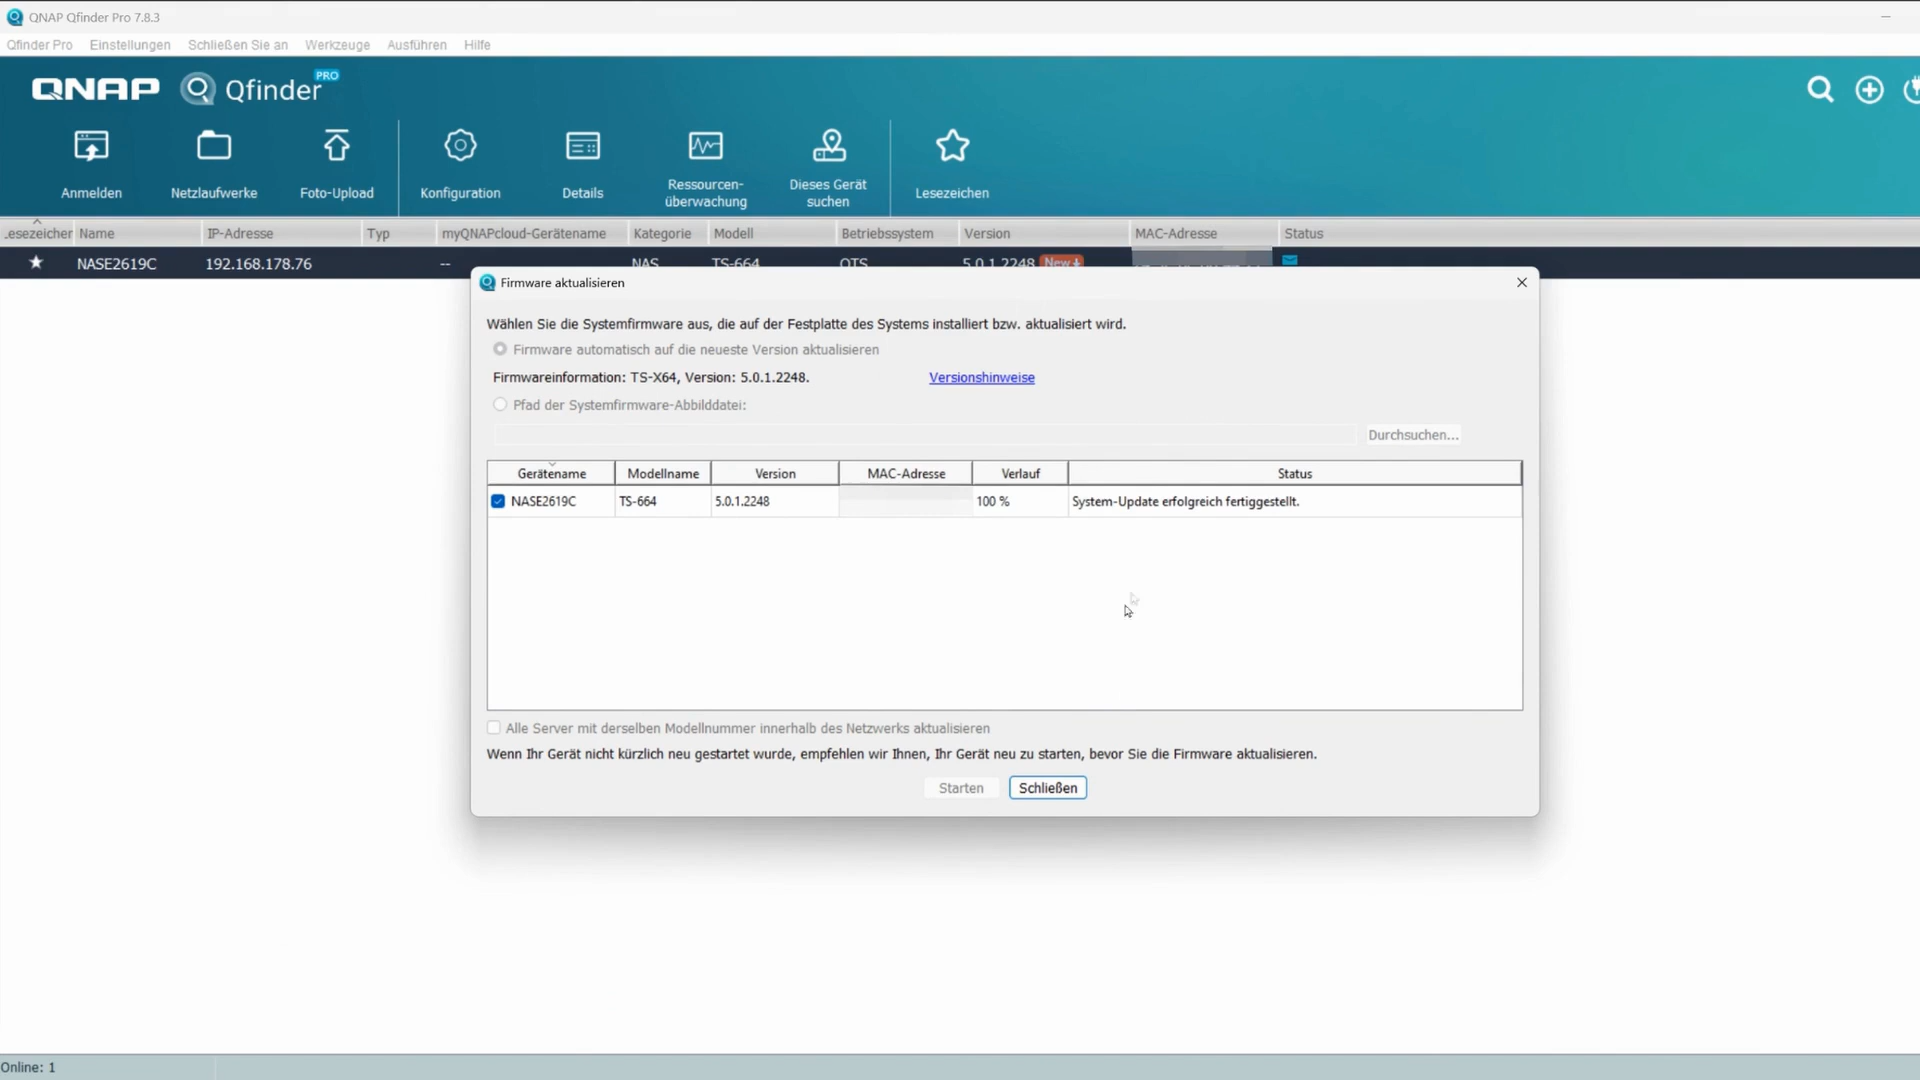 QNAP Qfinder Pro 7.8.3
Qfinder Pro Einstellungen Schließen Sie an Werkzeuge Ausführen Hilfe
QNAP Qfinder PRO
Anmelden Netzlaufwerke Foto-Upload Konfiguration Details Ressourcen-
überwachung Dieses Gerät
suchen Lesezeichen
.esezeicher Name IP-Adresse Typ myQNAPcloud-Gerätename Kategorie Modell Betriebssystem Version MAC-Adresse Status
NASE2619C 192.168.178.76 -- NAS TS-664 QTS 5.0.1.2248 New
Firmware aktualisieren
Wählen Sie die Systemfirmware aus, die auf der Festplatte des Systems installiert bzw. aktualisiert wird.
Firmware automatisch auf die neueste Version aktualisieren
Firmwareinformation: TS-X64, Version: 5.0.1.2248. Versionshinweise
Pfad der Systemfirmware-Abbilddatei:
Durchsuchen...
Gerätename Modellname Version MAC-Adresse Verlauf Status
NASE2619C TS-664 5.0.1.2248 100 % System-Update erfolgreich fertiggestellt.
Alle Server mit derselben Modellnummer innerhalb des Netzwerks aktualisieren
Wenn Ihr Gerät nicht kürzlich neu gestartet wurde, empfehlen wir Ihnen, Ihr Gerät neu zu starten, bevor Sie die Firmware aktualisieren.
Starten Schließen
Online: 1